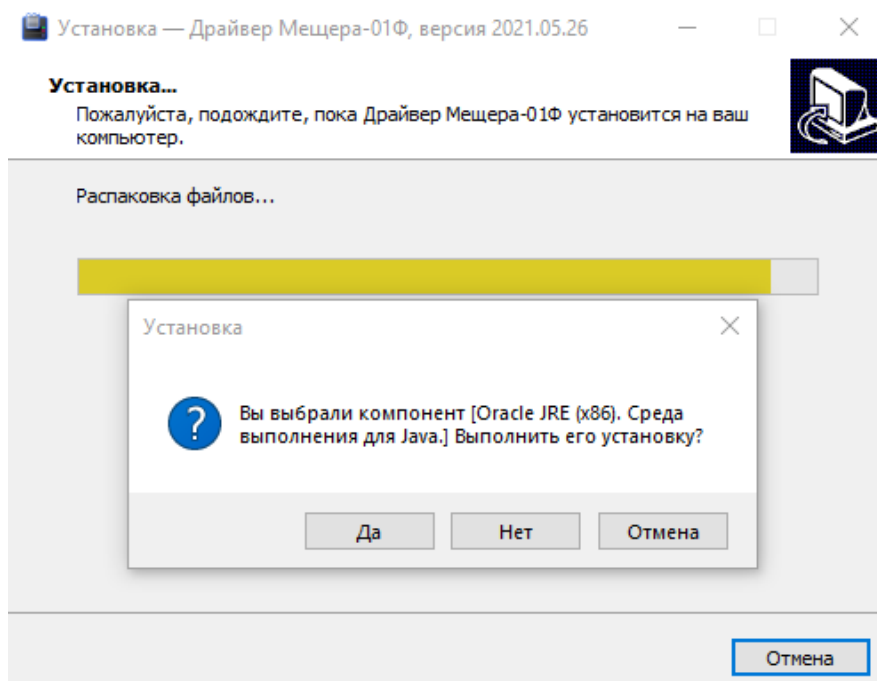 Установка — Драйвер Мещера-01Ф, версия 2021.05.26
Установка...
Пожалуйста, подождите, пока Драйвер Мещера-01Ф установится на ваш
компьютер.
Распаковка файлов...
Установка
Вы выбрали компонент [Oracle JRE (x86). Среда
выполнения для Java.] Выполнить его установку?
Да Нет Отмена
Отмена